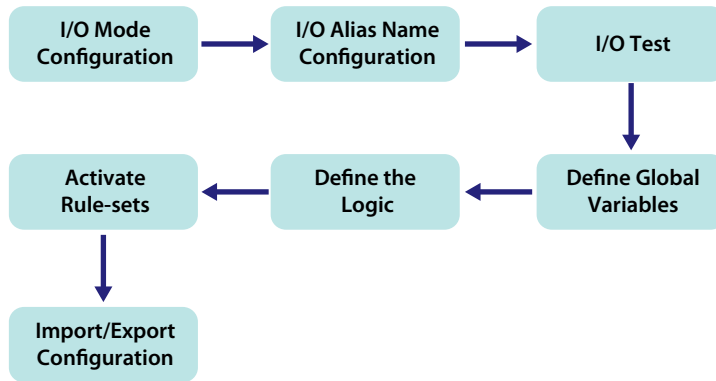 I/O Mode
Configuration
I/O Alias Name
Configuration
I/O Test
Define Global
Variables
Define the
Logic
Activate
Rule-sets
Import/Export
Configuration